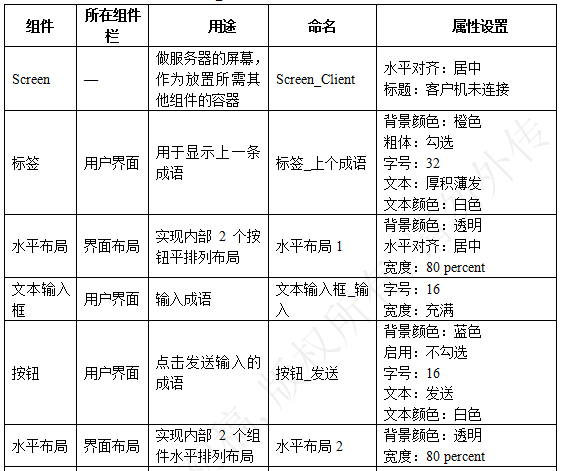 组件
所在组件
栏
用途
命名
属性设置
Screen
—
做服务器的屏幕，
作为放置所需其
他组件的容器
Screen_Client
水平对齐：居中
标题：客户机未连接
标签
用户界面
用于显示上一条
成语
标签_上个成语
背景颜色：橙色
粗体：勾选
字号：32
文本：厚积薄发
文本颜色：白色
水平布局
界面布局
实现内部 2 个按
钮平排列布局
水平布局1
背景颜色：透明
水平对齐：居中
宽度：80 percent
文本输入
框
用户界面
输入成语
文本输入框_输
入
字号：16
宽度：充满
按钮
用户界面
点击发送输入的
成语
按钮_发送
背景颜色：蓝色
启用：不勾选
字号：16
文本：发送
文本颜色：白色
水平布局
界面布局
实现内部 2 个组
件水平排列布局
水平布局2
背景颜色：透明
宽度：80 percent